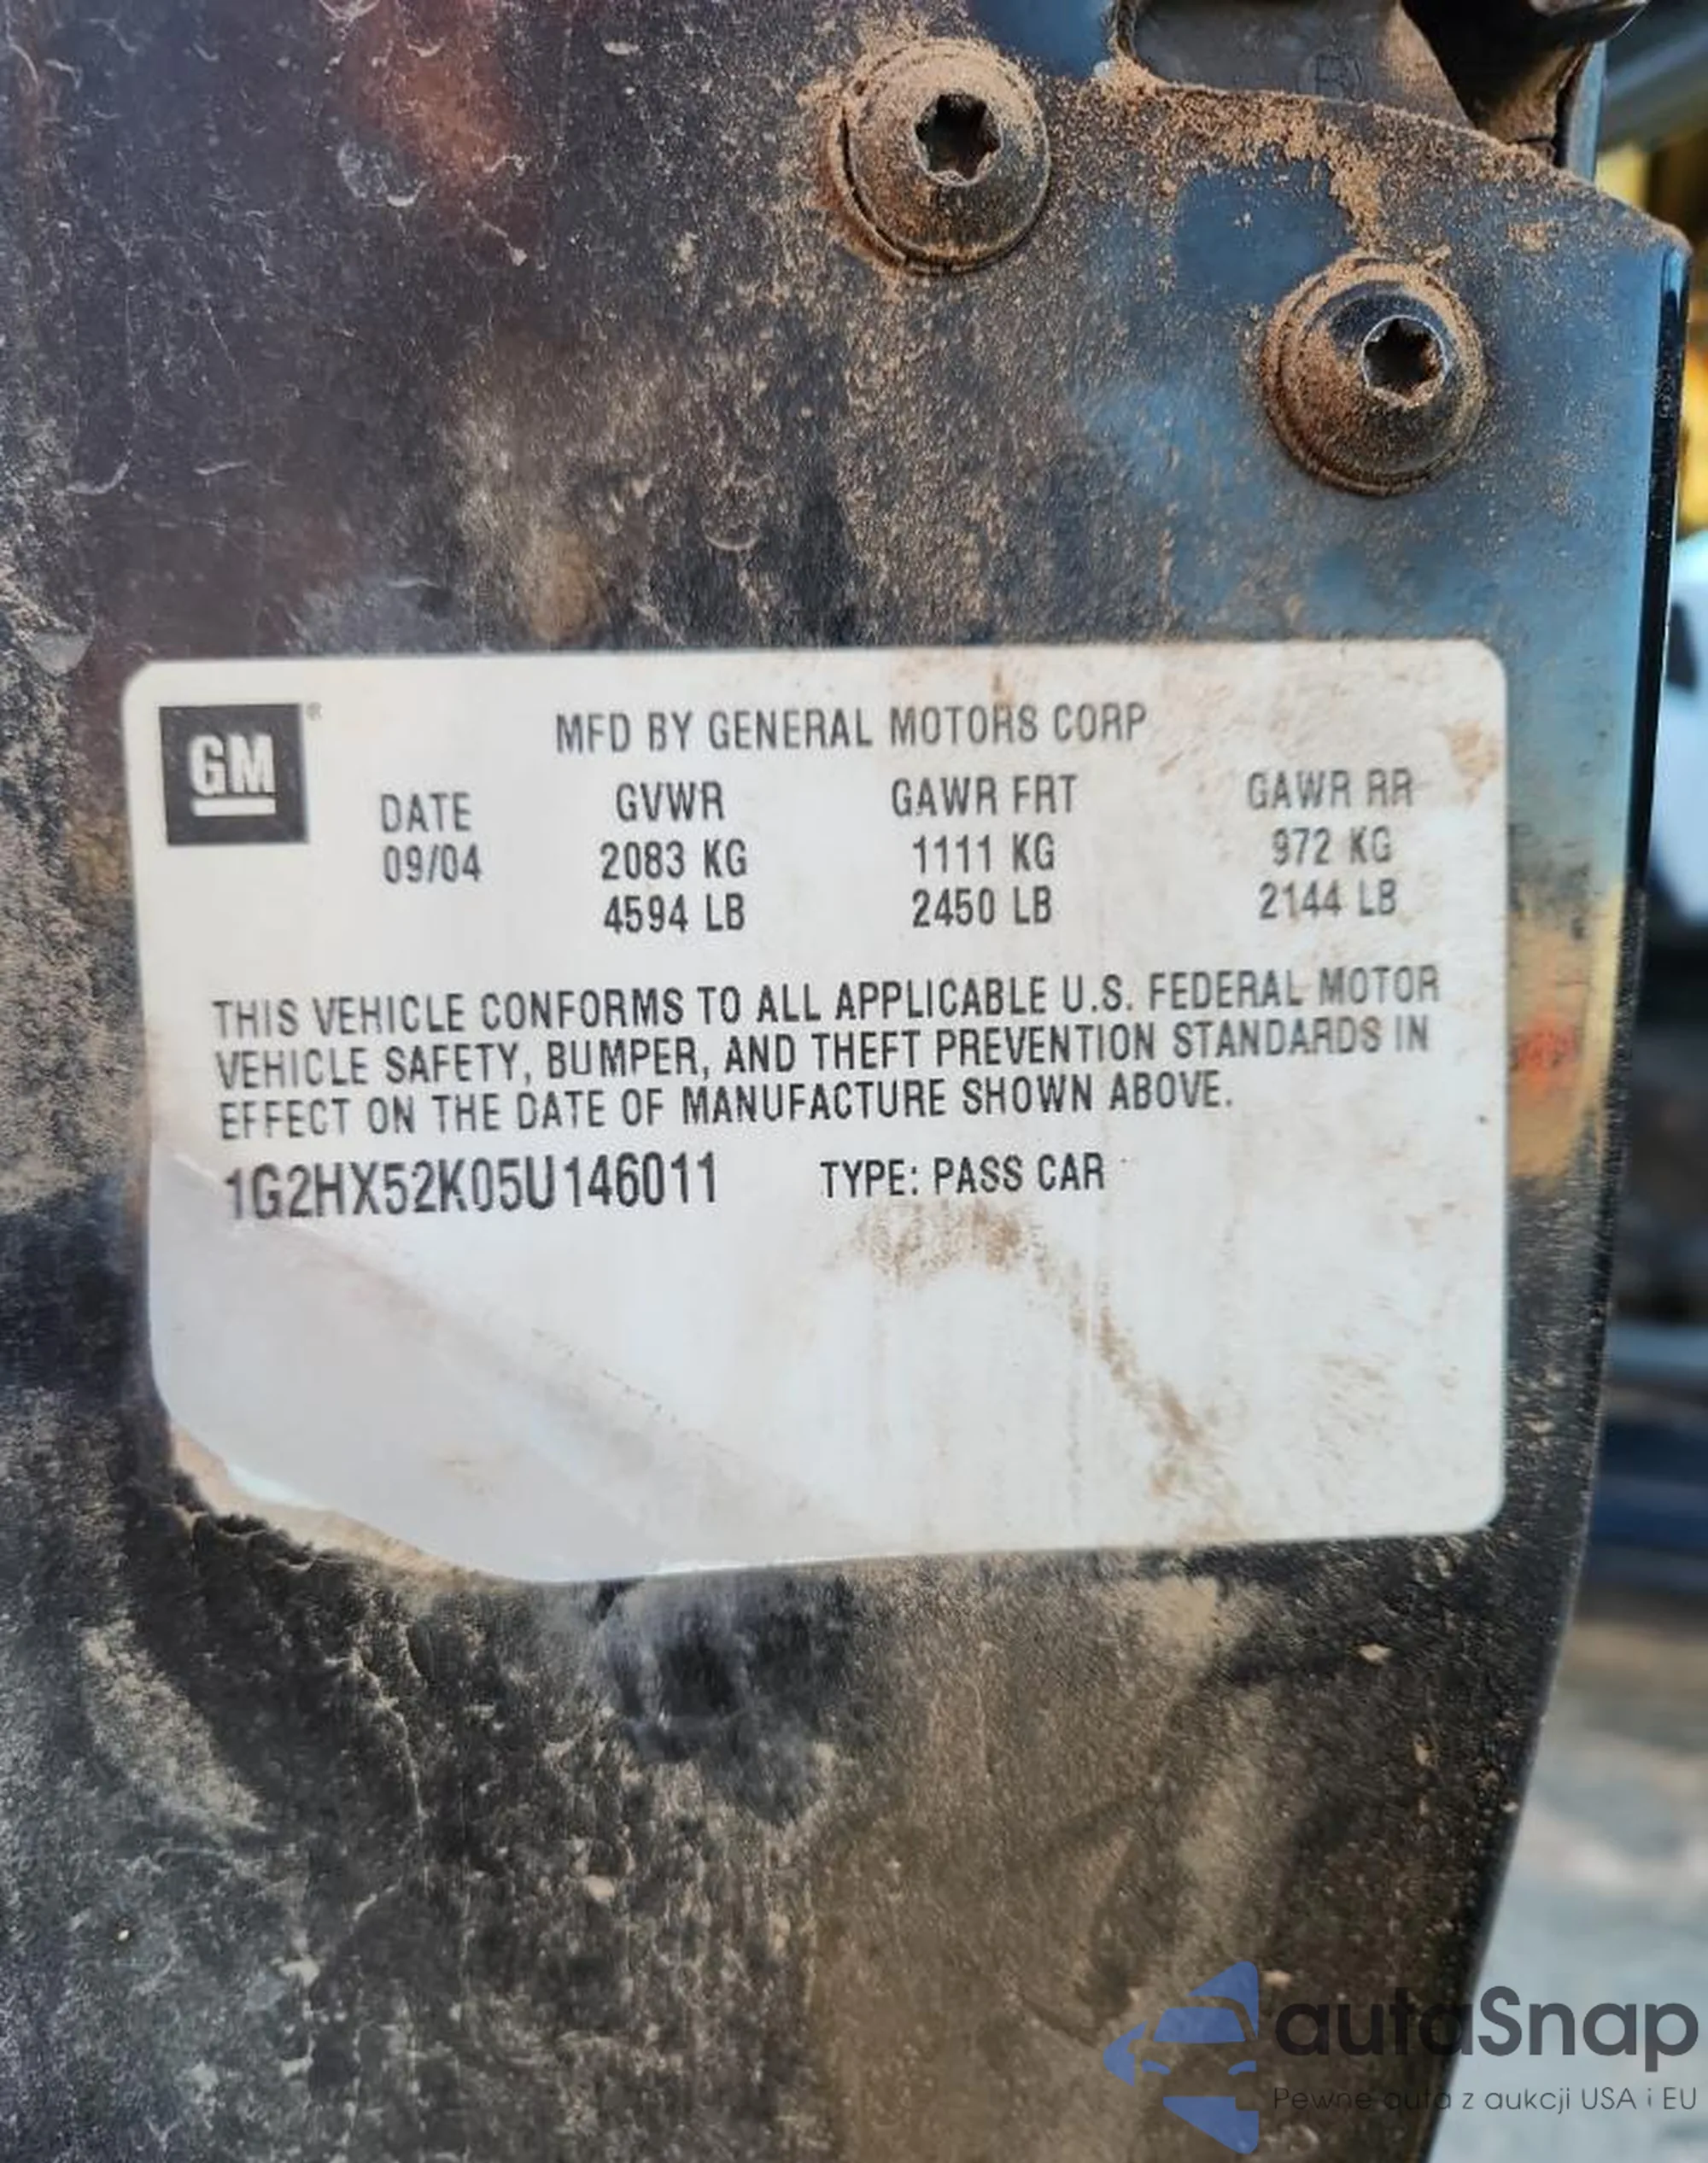 GM®
MFD BY GENERAL MOTORS CORP
DATE GVWR GAWR FRT GAWR RR
09/04 2083 KG 1111 KG 972 KG
4594 LB 2450 LB 2144 LB
THIS VEHICLE CONFORMS TO ALL APPLICABLE U.S. FEDERAL MOTOR
VEHICLE SAFETY, BUMPER, AND THEFT PREVENTION STANDARDS IN
EFFECT ON THE DATE OF MANUFACTURE SHOWN ABOVE.
1G2HX52K05U146011 TYPE: PASS CAR
autaSnap
Pewne auta z aukcji USA i EU